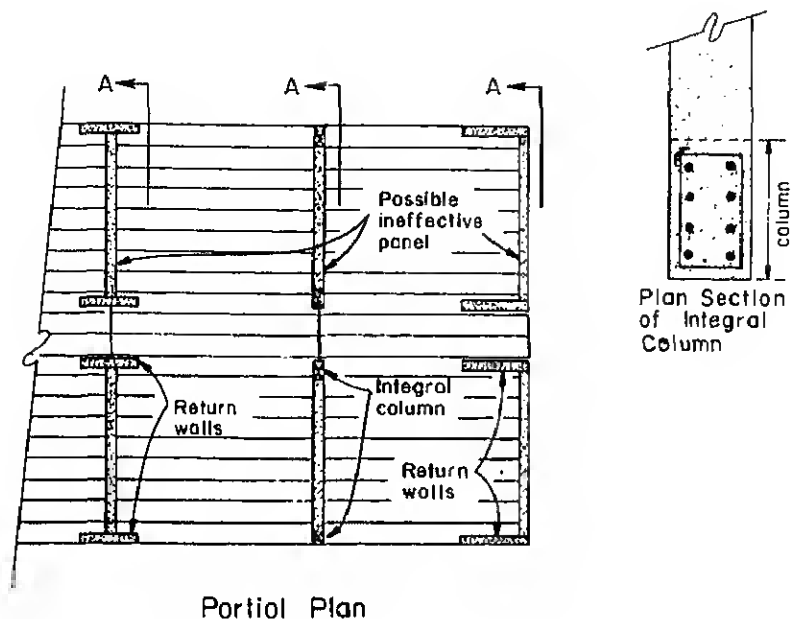 A
A
A
Possible
ineffective
panel
column
Plan Section
of Integral
Column
Integral
column
Return
walls
Return
walls
Portiol Plan